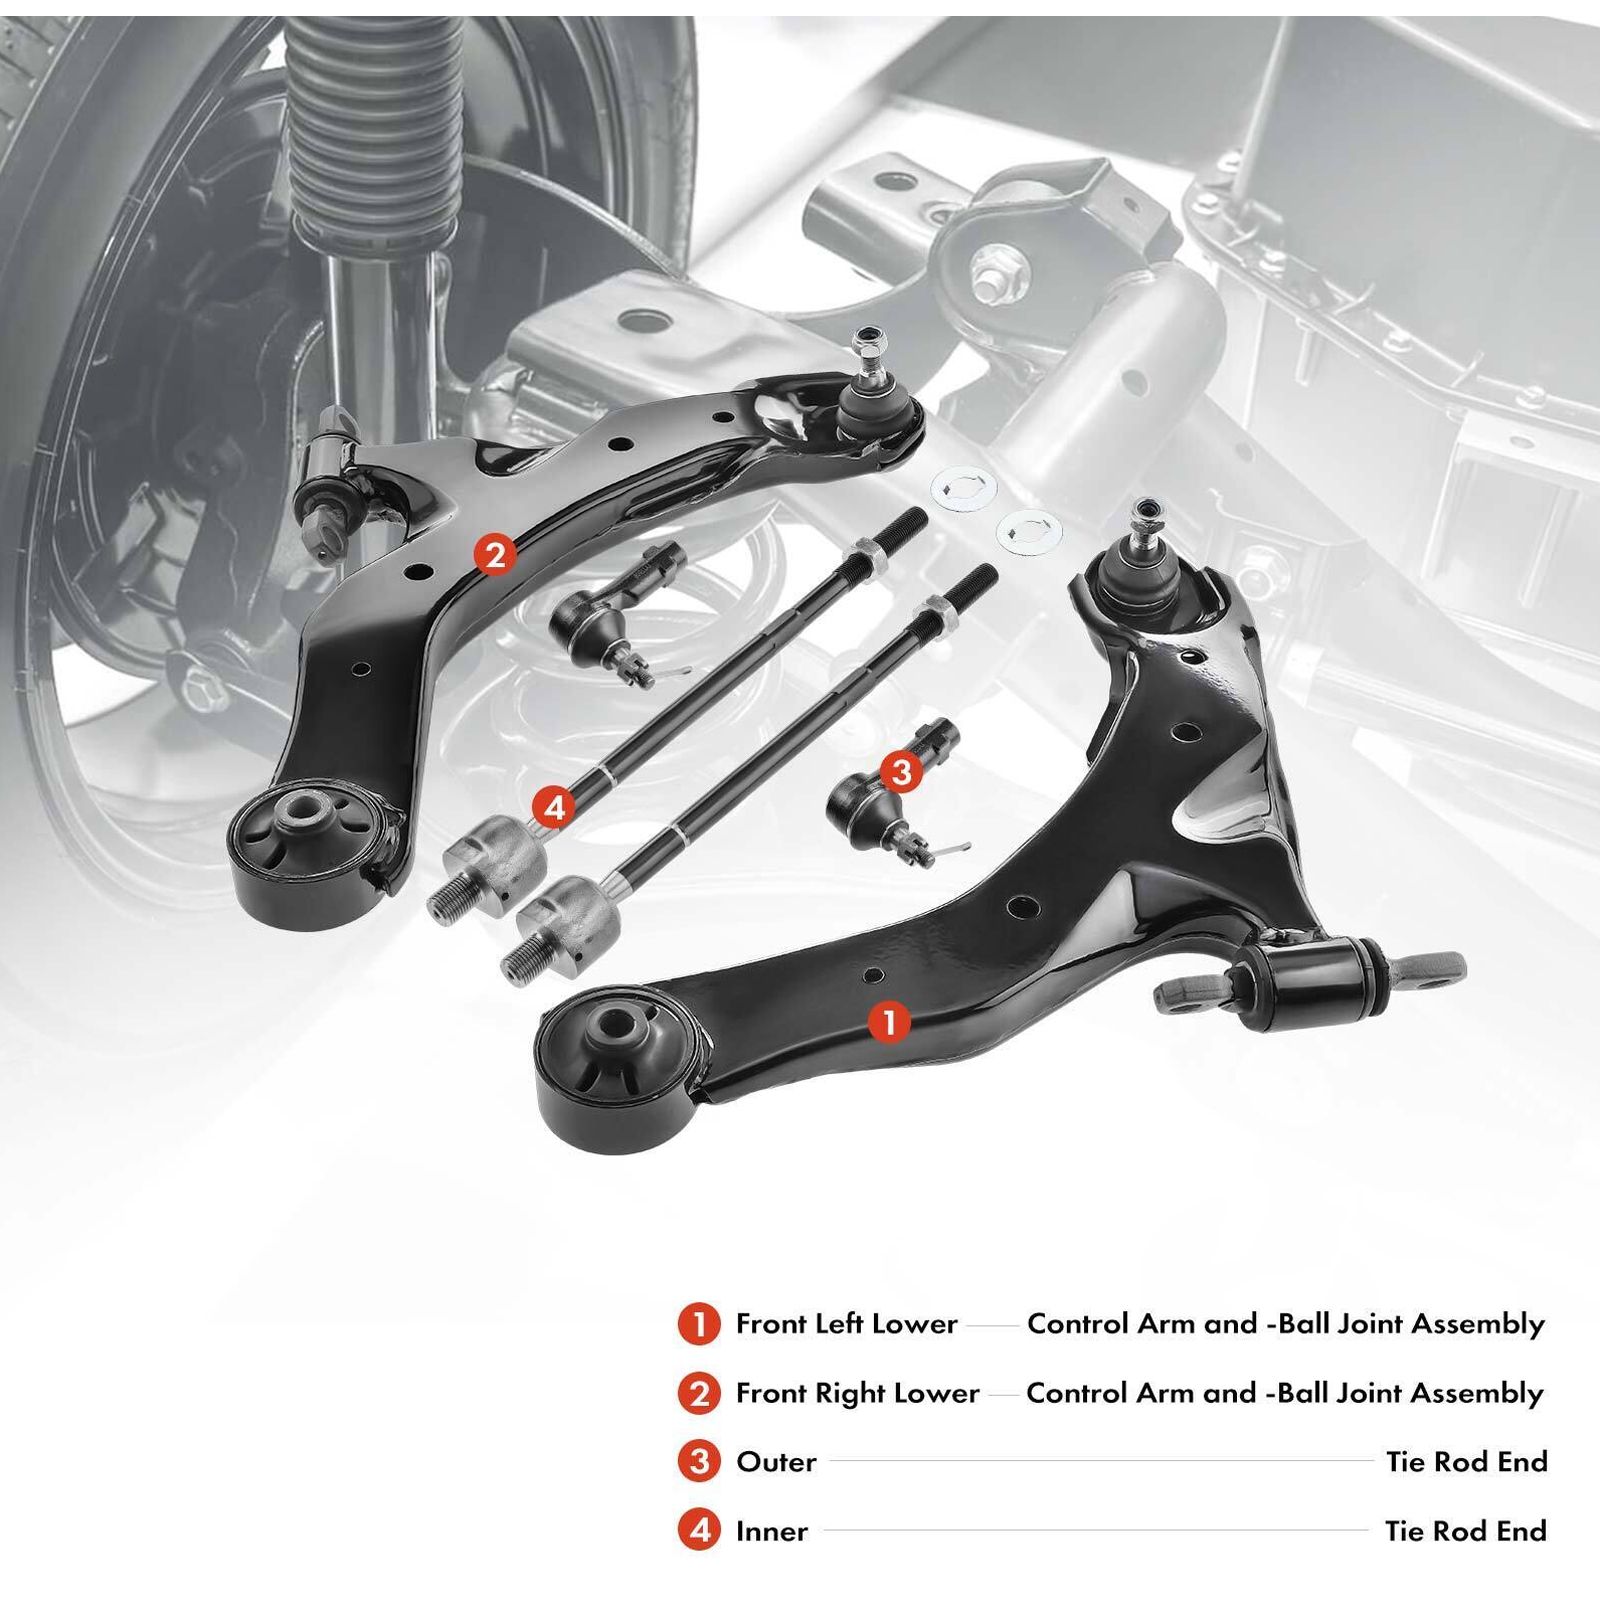 2
3
4
1
1 Front Left Lower Control Arm and -Ball Joint Assembly
2 Front Right Lower Control Arm and -Ball Joint Assembly
3 Outer Tie Rod End
4 Inner Tie Rod End